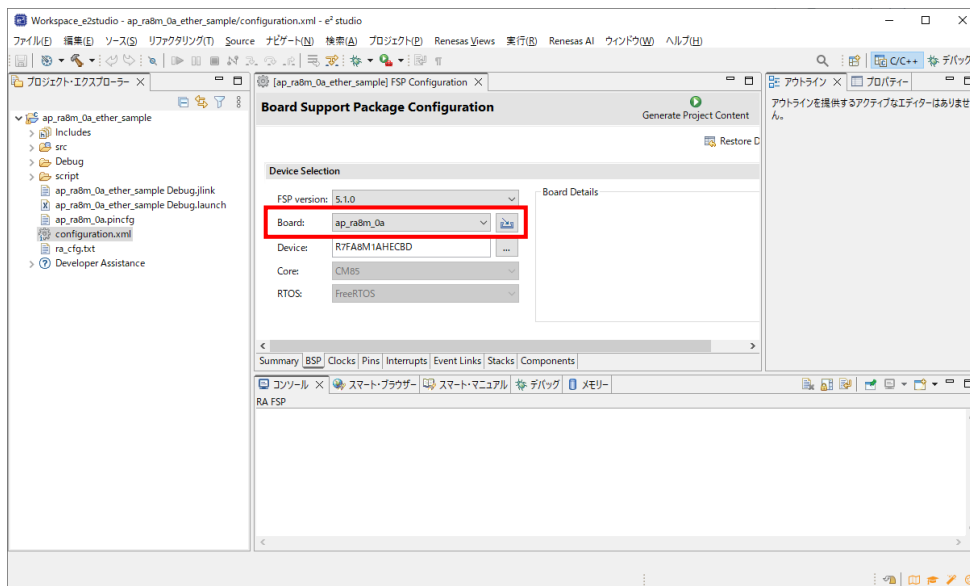 Workspace_e2studio - ap_ra8m_0a_ether_sample/configuration.xml - e² studio
ファイル(F) 編集(E) ソース(S) リファクタリング(T) Source ナビゲート(N) 検索(A) プロジェクト(P) Renesas Views 実行(R) Renesas AI ウィンドウ(W) ヘルプ(H)
C/C++ デバッグ
プロジェクト・エクスプローラー
ap_ra8m_0a_ether_sample
Includes
src
Debug
script
ap_ra8m_0a_ether_sample Debug.jlink
ap_ra8m_0a_ether_sample Debug.launch
ap_ra8m_0a.pincfg
configuration.xml
ra_cfg.txt
Developer Assistance
[ap_ra8m_0a_ether_sample] FSP Configuration
Board Support Package Configuration
Generate Project Content
Restore D
Device Selection
FSP version: 5.1.0
Board: ap_ra8m_0a
Device: R7FA8M1AHECBD ...
Core: CM85
RTOS: FreeRTOS
Board Details
Summary BSP Clocks Pins Interrupts Event Links Stacks Components
アウトライン プロパティー
アウトラインを提供するアクティブなエディターはありませ
ん。
コンソール スマート・ブラウザー スマート・マニュアル デバッグ メモリー
RA FSP